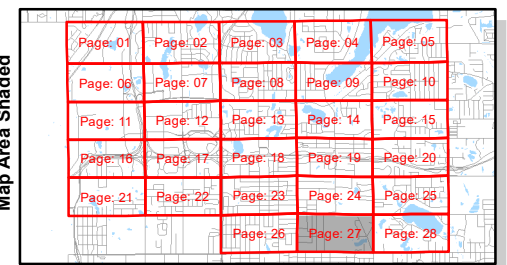 Map Area Shaded
Page: 01 Page: 02 Page: 03 Page: 04 Page: 05
Page: 06 Page: 07 Page: 08 Page: 09 Page: 10
Page: 11 Page: 12 Page: 13 Page: 14 Page: 15
Page: 16 Page: 17 Page: 18 Page: 19 Page: 20
Page: 21 Page: 22 Page: 23 Page: 24 Page: 25
Page: 26 Page: 27 Page: 28